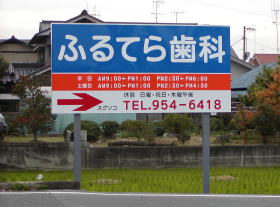 ふるてら歯科
平 日 AM9:00←PM1:00 PM2:30←PM6:00
土曜日 AM9:00←PM1:00 PM2:30←PM4:30
休診 日曜・祝日・木曜午後
スグソコ TEL.954-6418